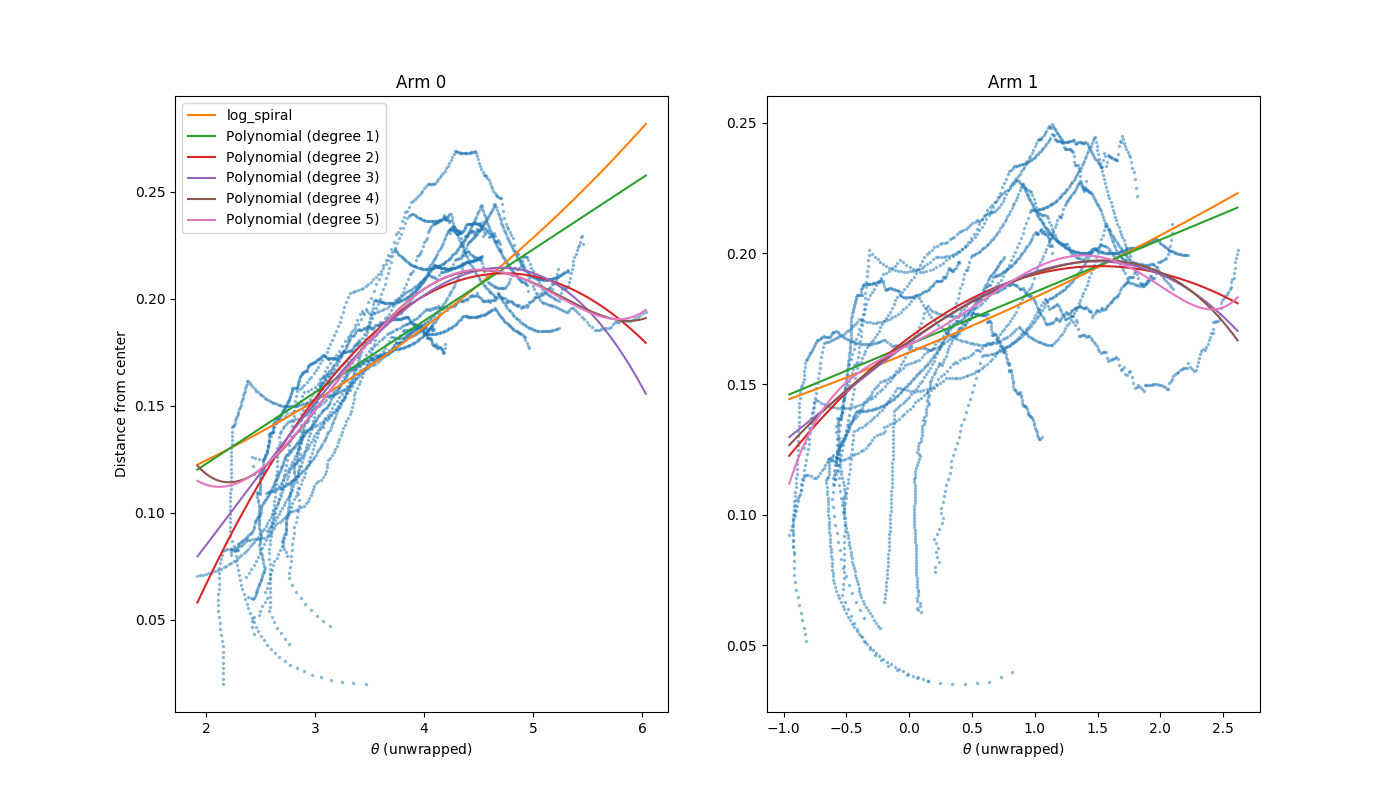 Arm 0
log_spiral
Polynomial (degree 1)
Polynomial (degree 2)
Polynomial (degree 3)
Polynomial (degree 4)
Polynomial (degree 5)
0.25
0.20
0.15
0.10
0.05
Distance from center
2 3 4 5 6
θ (unwrapped)
Arm 1
0.25
0.20
0.15
0.10
0.05
−1.0 −0.5 0.0 0.5 1.0 1.5 2.0 2.5
θ (unwrapped)